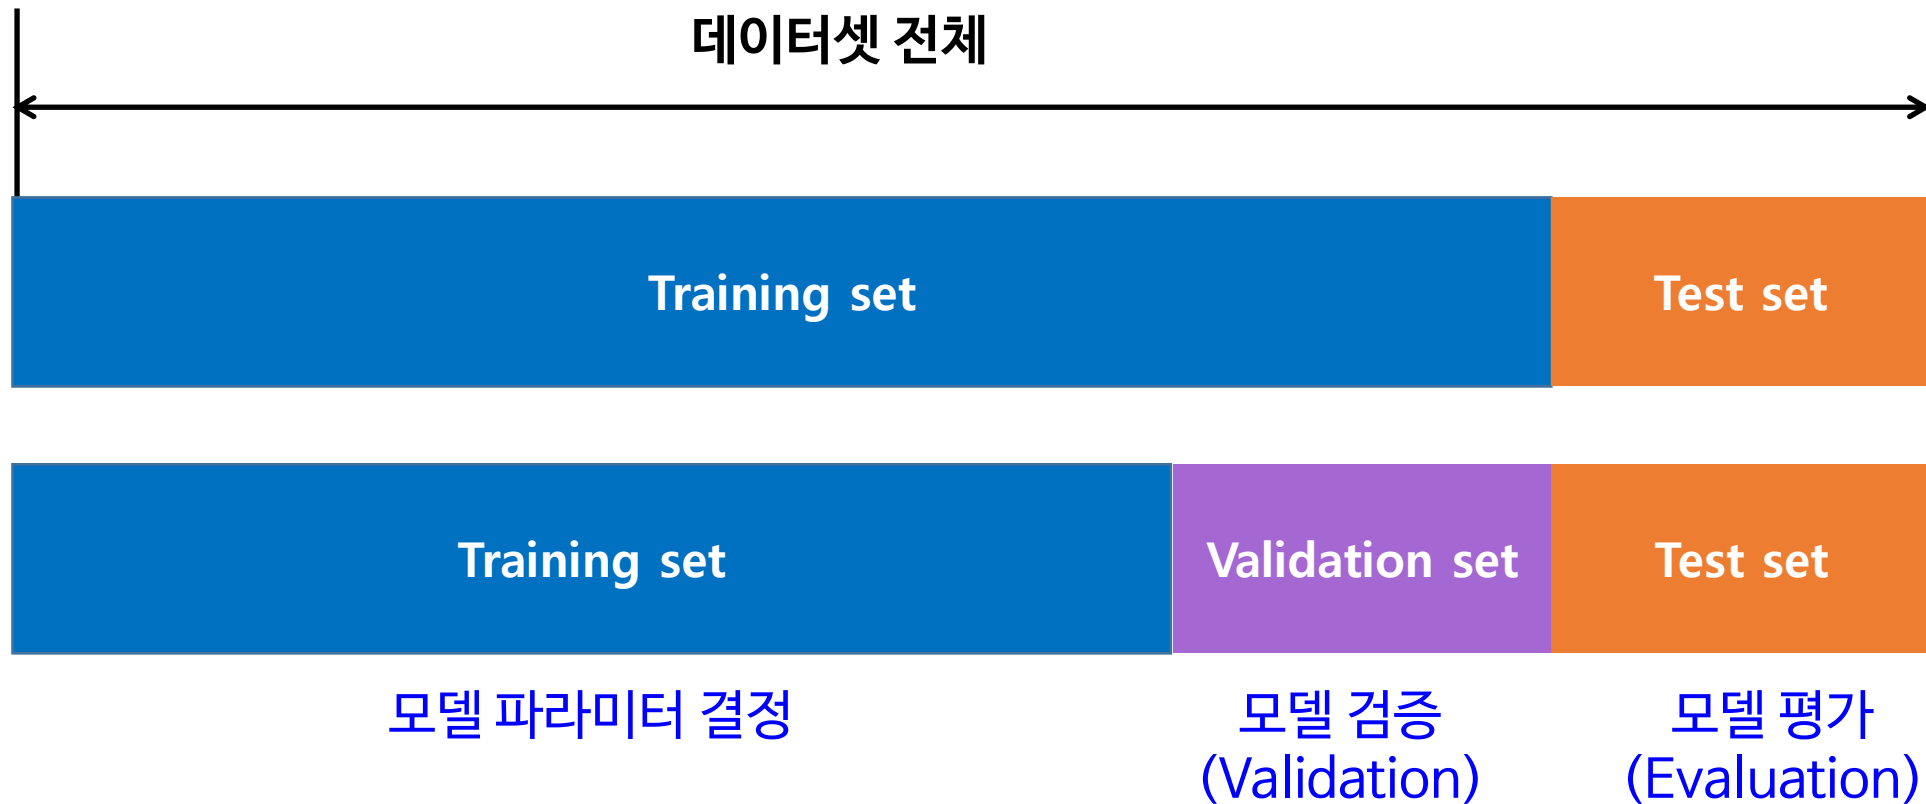 데이터셋 전체
Training set
Test set
Training set
Validation set
Test set
모델 파라미터 결정
모델 검증
(Validation)
모델 평가
(Evaluation)